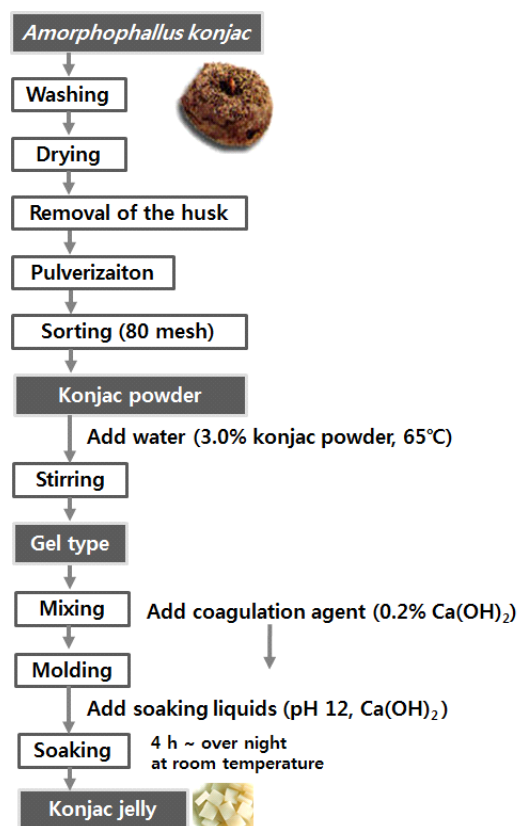 Amorphophallus konjac
Washing
Drying
Removal of the husk
Pulverizaiton
Sorting (80 mesh)
Konjac powder
Add water (3.0% konjac powder, 65℃)
Stirring
Gel type
Mixing
Add coagulation agent (0.2% Ca(OH)₂)
Molding
Add soaking liquids (pH 12, Ca(OH)₂ )
Soaking
4 h ~ over night
at room temperature
Konjac jelly